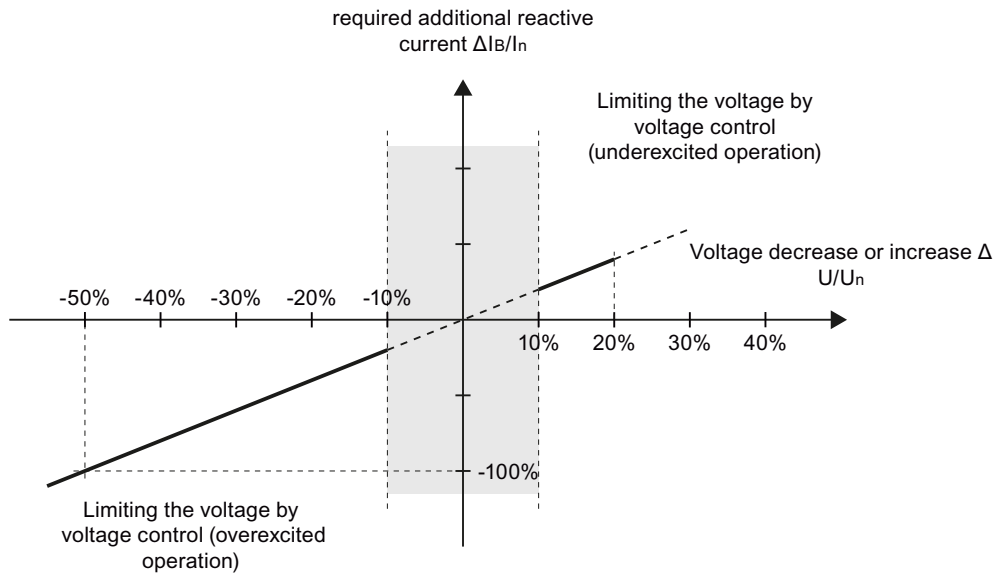 required additional reactive
current ΔIB/In
Limiting the voltage by
voltage control
(underexcited operation)
Voltage decrease or increase Δ
U/Un
-50% -40% -30% -20% -10%
10% 20% 30% 40%
-100%
Limiting the voltage by
voltage control (overexcited
operation)